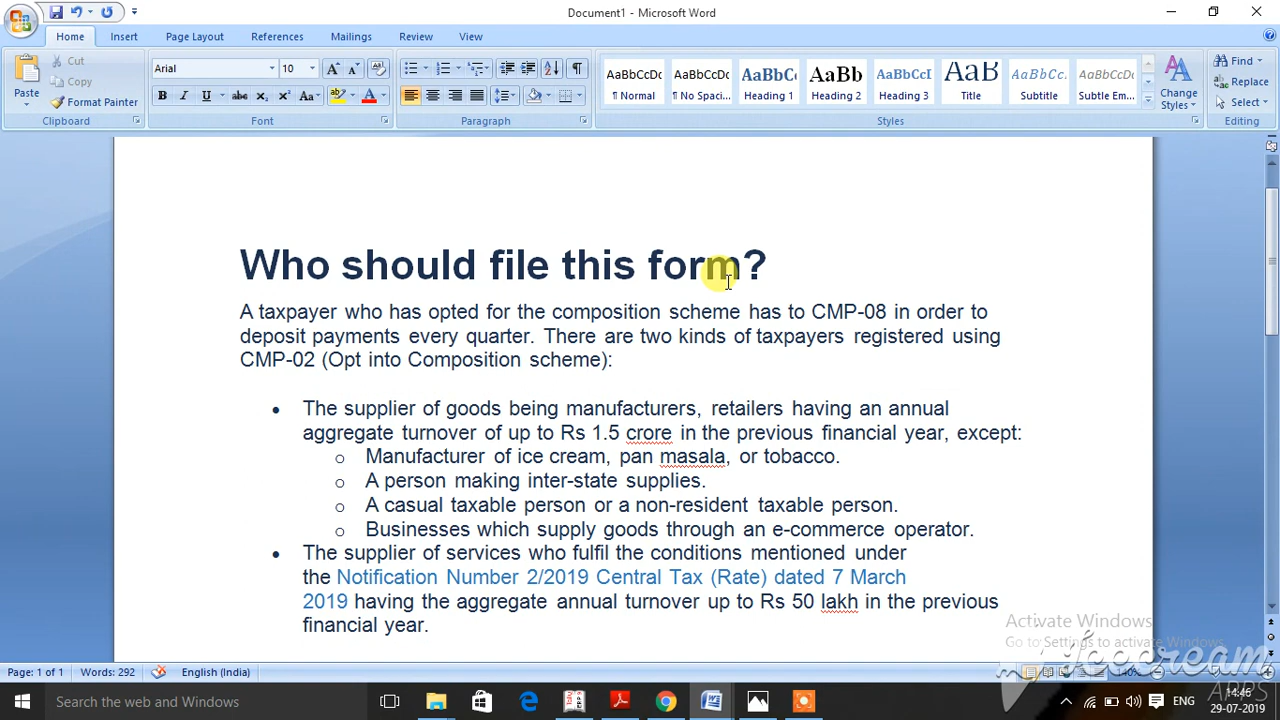 Document1 - Microsoft Word
Home Insert Page Layout References Mailings Review View
Paste
Cut
Copy
Format Painter
Clipboard
Arial 10
Font
Paragraph
AaBbCcDc AaBbCcDc AaBbC AaBb AaBbCcI AaB AaBbCc. AaBbCcDc
¶ Normal ¶ No Spaci... Heading 1 Heading 2 Heading 3 Title Subtitle Subtle Em...
Styles
Change Styles
Find
Replace
Select
Editing
Who should file this form?
A taxpayer who has opted for the composition scheme has to CMP-08 in order to
deposit payments every quarter. There are two kinds of taxpayers registered using
CMP-02 (Opt into Composition scheme):
• The supplier of goods being manufacturers, retailers having an annual
aggregate turnover of up to Rs 1.5 crore in the previous financial year, except:
o Manufacturer of ice cream, pan masala, or tobacco.
o A person making inter-state supplies.
o A casual taxable person or a non-resident taxable person.
o Businesses which supply goods through an e-commerce operator.
• The supplier of services who fulfil the conditions mentioned under
the Notification Number 2/2019 Central Tax (Rate) dated 7 March
2019 having the aggregate annual turnover up to Rs 50 lakh in the previous
financial year.
Activate Windows
Go to Settings to activate Windows.
icecream
APPS
Page: 1 of 1 Words: 292 English (India) 140%
Search the web and Windows
ENG
14:46
29-07-2019